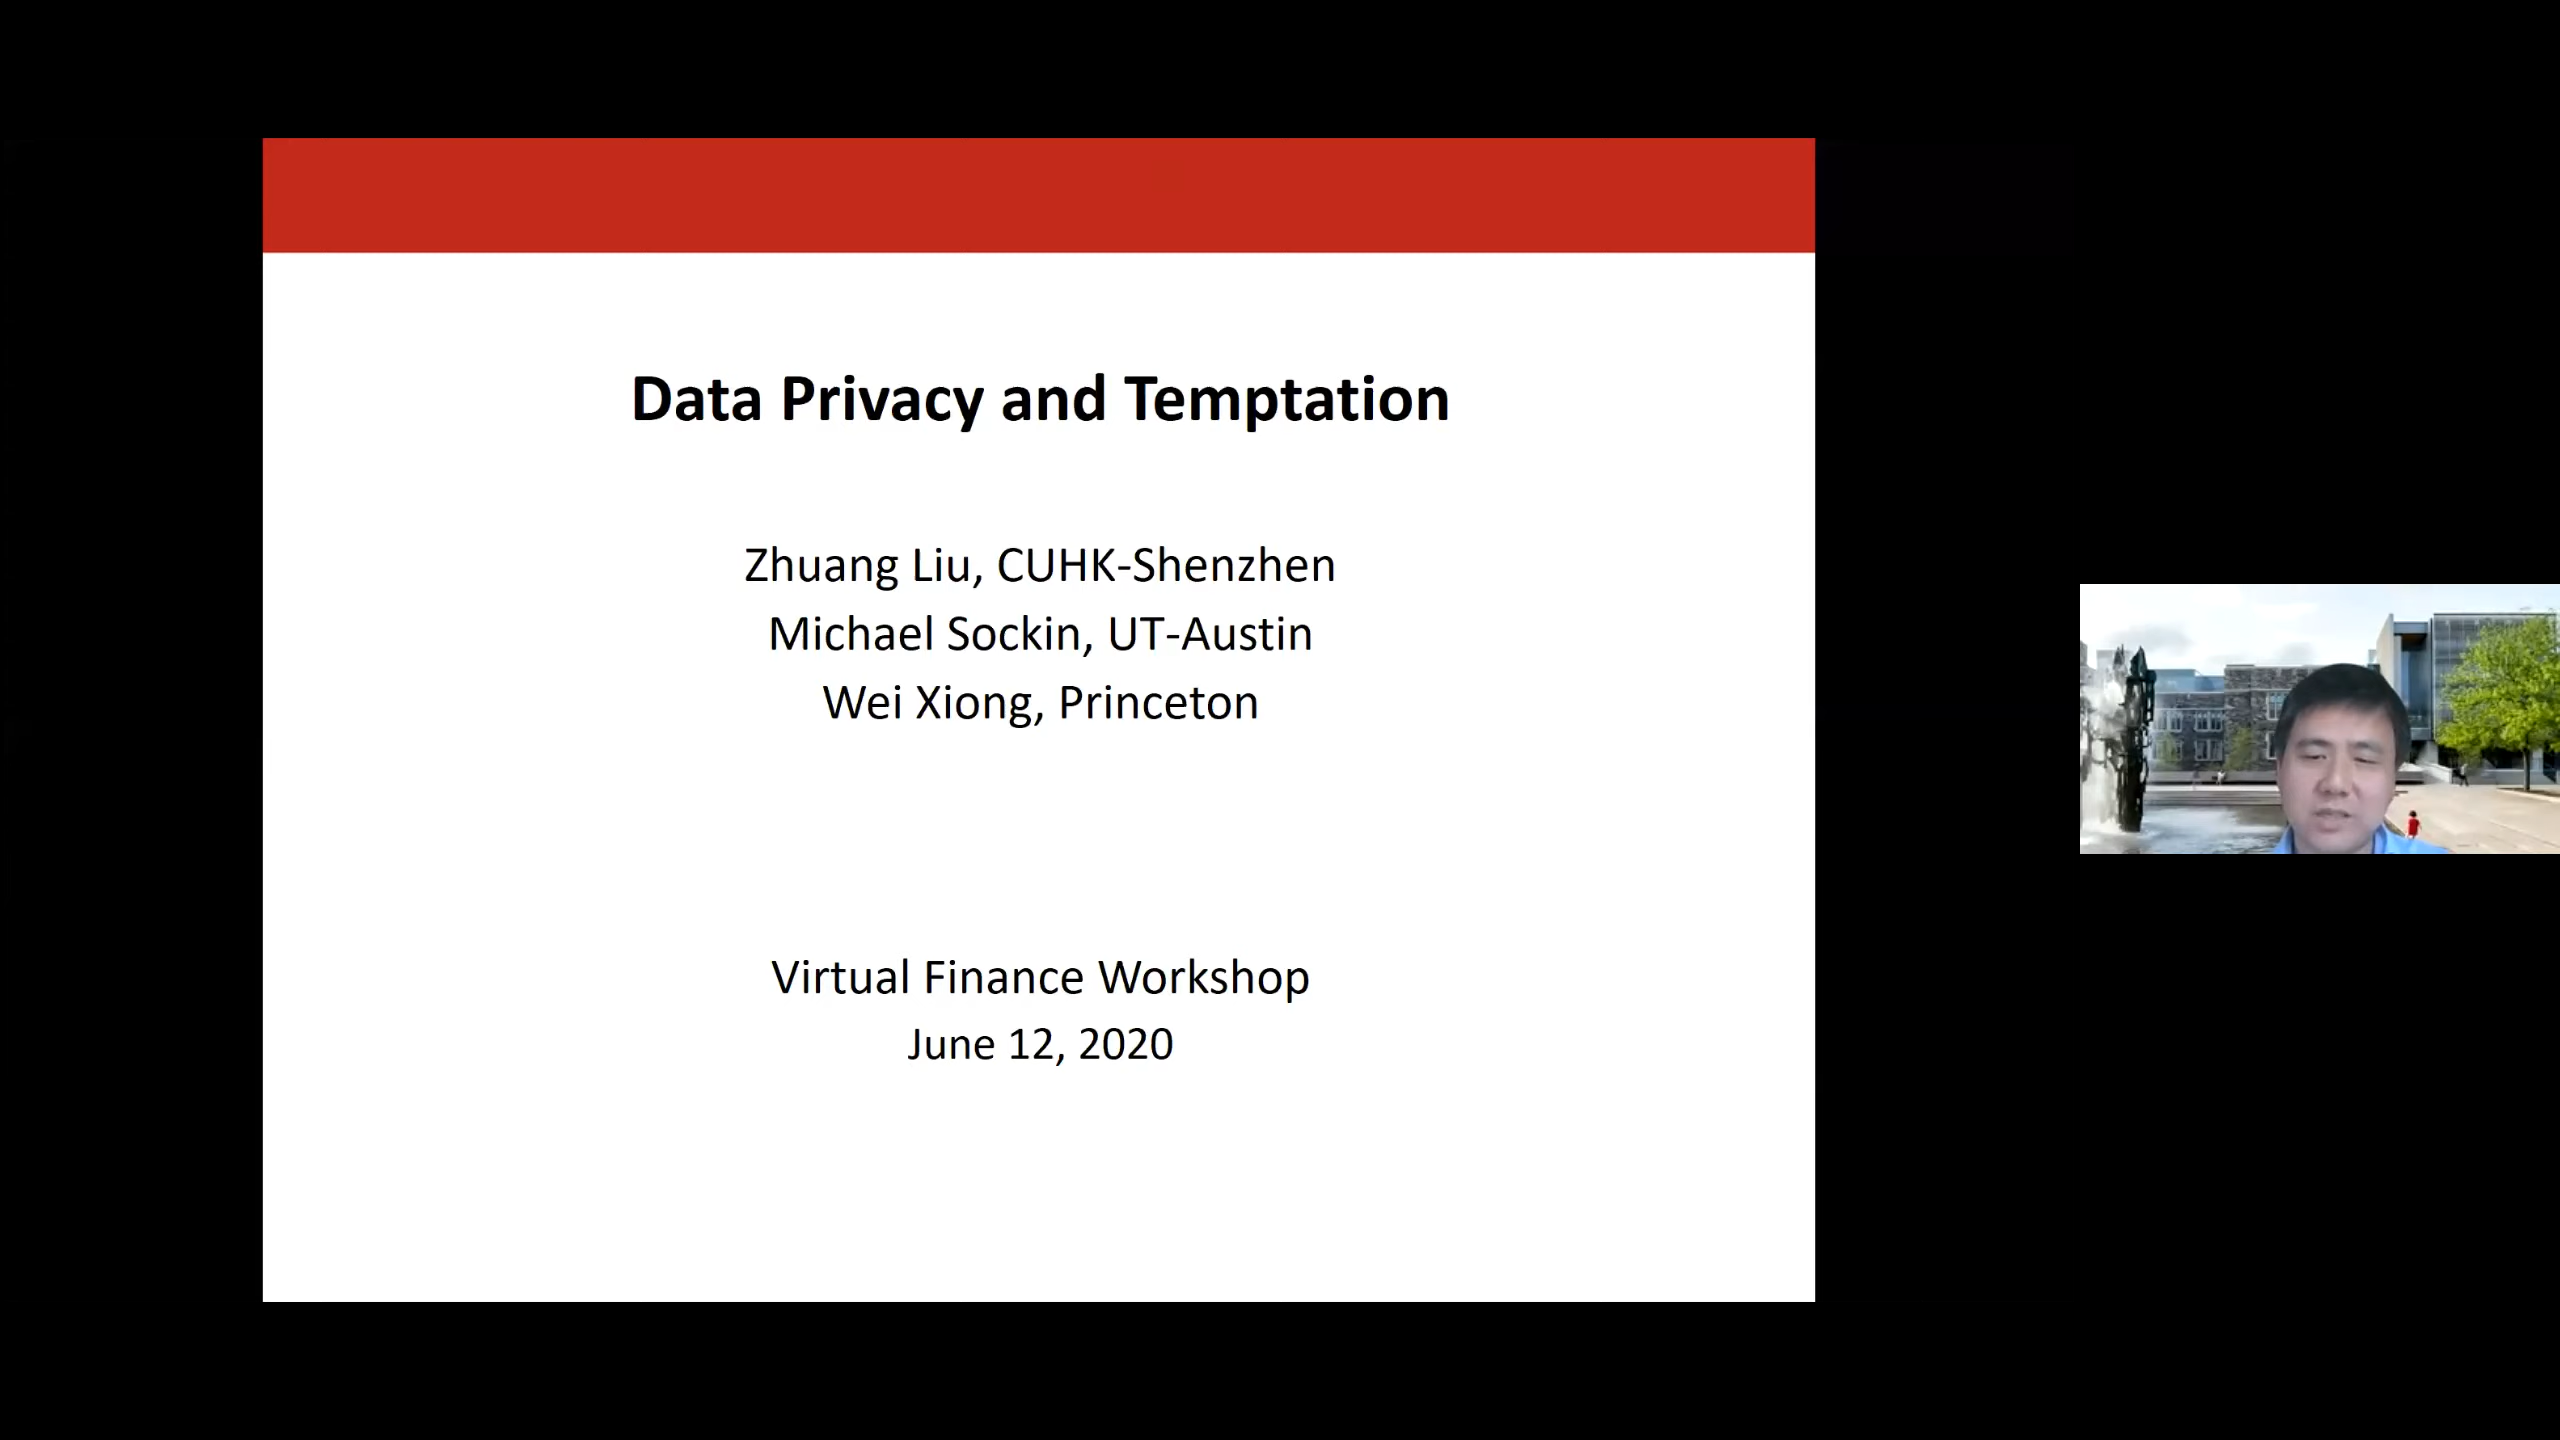 Data Privacy and Temptation
Zhuang Liu, CUHK-Shenzhen
Michael Sockin, UT-Austin
Wei Xiong, Princeton
Virtual Finance Workshop
June 12, 2020